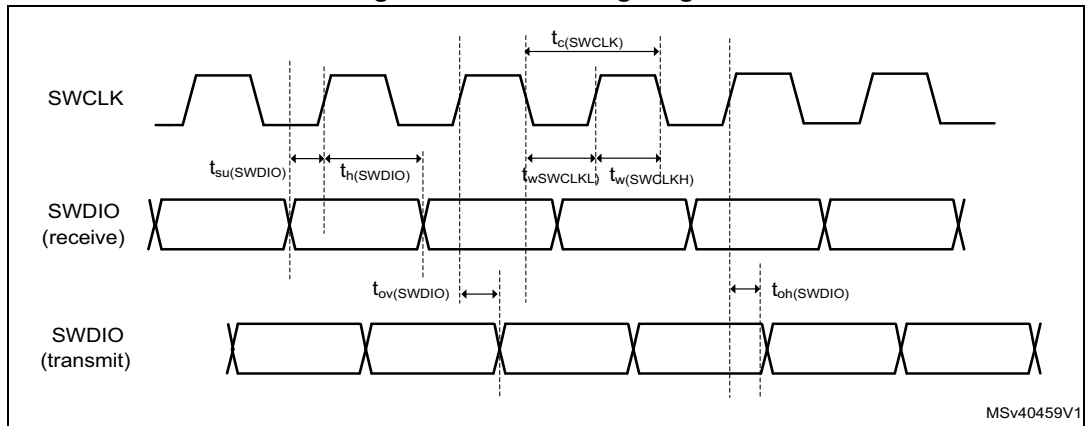 t_c(SWCLK)
SWCLK
t_su(SWDIO) t_h(SWDIO) t_wSWCLKL) t_w(SWCLKH)
SWDIO
(receive)
t_ov(SWDIO) t_oh(SWDIO)
SWDIO
(transmit)
MSv40459V1